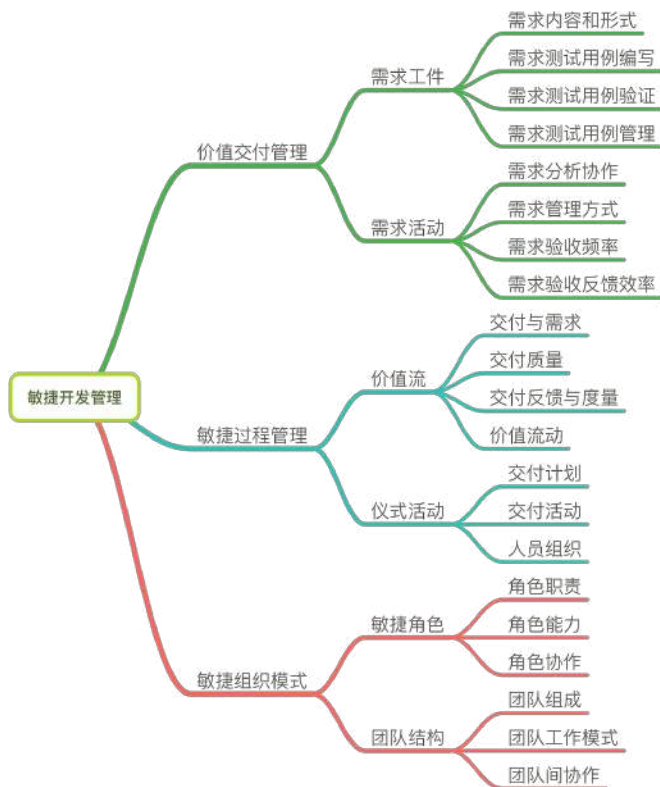 敏捷开发管理
价值交付管理
需求工件
需求内容和形式
需求测试用例编写
需求测试用例验证
需求测试用例管理
需求活动
需求分析协作
需求管理方式
需求验收频率
需求验收反馈效率
敏捷过程管理
价值流
交付与需求
交付质量
交付反馈与度量
价值流动
仪式活动
交付计划
交付活动
人员组织
敏捷组织模式
敏捷角色
角色职责
角色能力
角色协作
团队结构
团队组成
团队工作模式
团队间协作